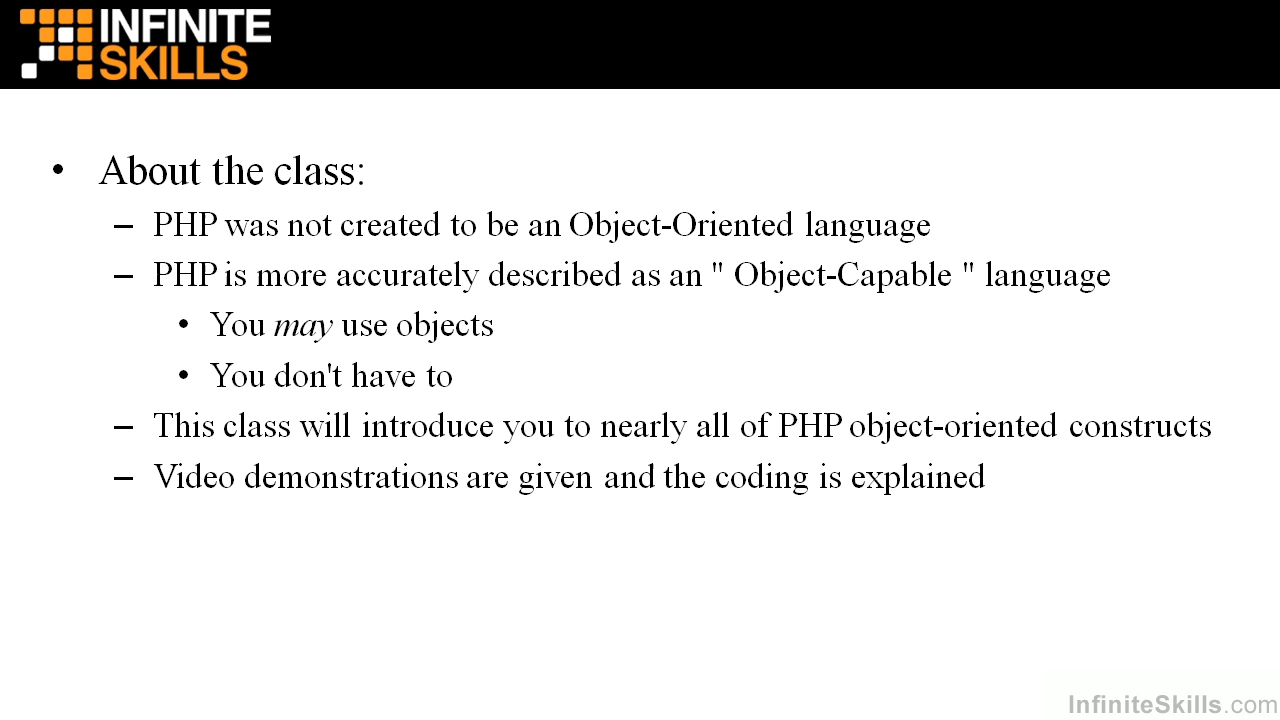 INFINITE
SKILLS
• About the class:
– PHP was not created to be an Object-Oriented language
– PHP is more accurately described as an " Object-Capable " language
• You may use objects
• You don't have to
– This class will introduce you to nearly all of PHP object-oriented constructs
– Video demonstrations are given and the coding is explained
InfiniteSkills.com